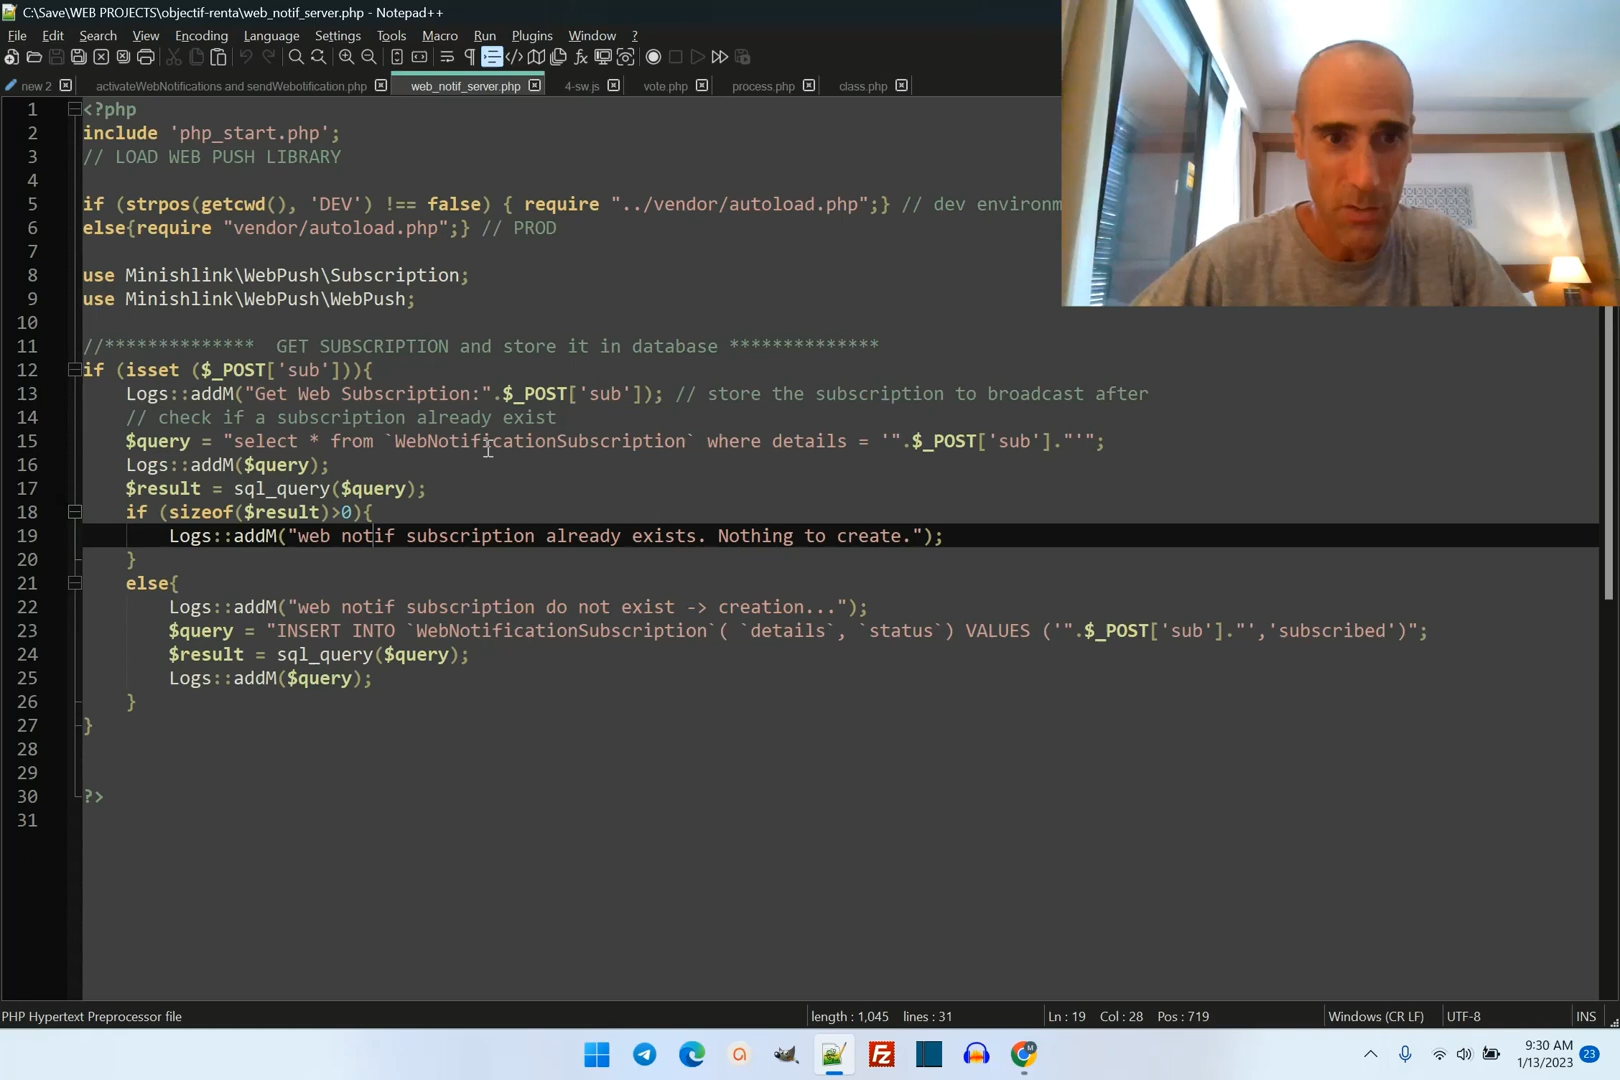 C:\Save\WEB PROJECTS\objectif-renta\web_notif_server.php - Notepad++
File Edit Search View Encoding Language Settings Tools Macro Run Plugins Window ?
new 2 activateWebNotifications and sendWebotification.php web_notif_server.php 4-sw.js vote.php process.php class.php
1 <?php
2 include 'php_start.php';
3 // LOAD WEB PUSH LIBRARY
4
5 if (strpos(getcwd(), 'DEV') !== false) { require "../vendor/autoload.php";} // dev environm
6 else{require "vendor/autoload.php";} // PROD
7
8 use Minishlink\WebPush\Subscription;
9 use Minishlink\WebPush\WebPush;
10
11 //************** GET SUBSCRIPTION and store it in database **************
12 if (isset ($_POST['sub'])){
13 Logs::addM("Get Web Subscription:".$_POST['sub']); // store the subscription to broadcast after
14 // check if a subscription already exist
15 $query = "select * from `WebNotificationSubscription` where details = '".$_POST['sub']."'";
16 Logs::addM($query);
17 $result = sql_query($query);
18 if (sizeof($result)>0){
19 Logs::addM("web notif subscription already exists. Nothing to create.");
20 }
21 else{
22 Logs::addM("web notif subscription do not exist -> creation...");
23 $query = "INSERT INTO `WebNotificationSubscription`( `details`, `status`) VALUES ('".$_POST['sub']."','subscribed')";
24 $result = sql_query($query);
25 Logs::addM($query);
26 }
27 }
28
29
30 ?>
31
PHP Hypertext Preprocessor file length : 1,045 lines : 31 Ln : 19 Col : 28 Pos : 719 Windows (CR LF) UTF-8 INS
9:30 AM
1/13/2023 23